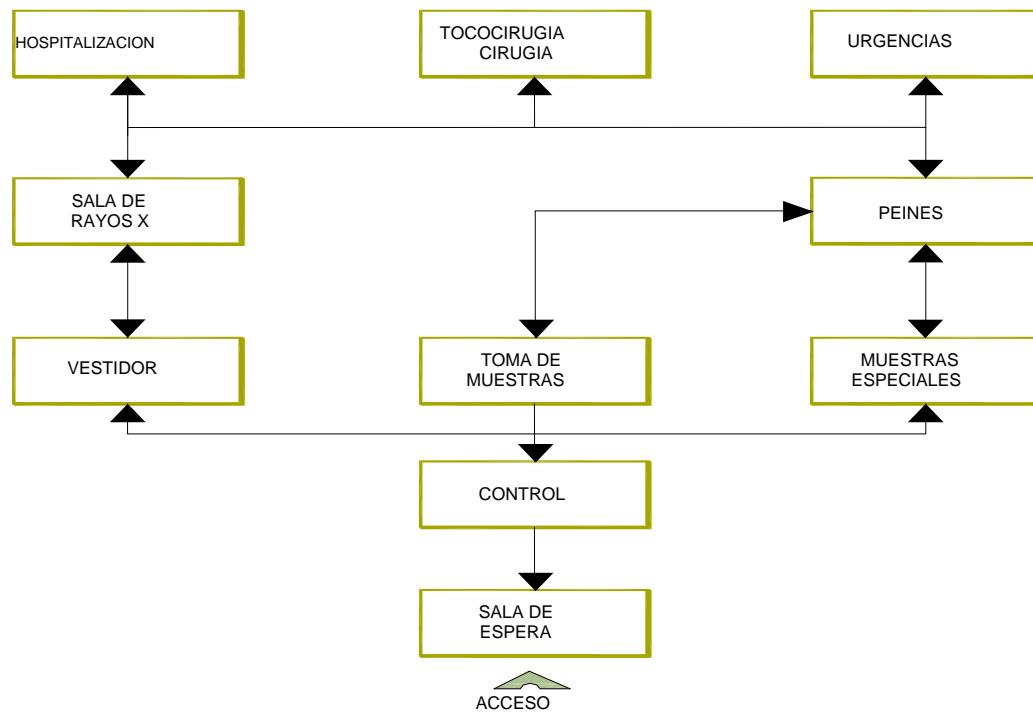 HOSPITALIZACION
TOCOCIRUGIA
CIRUGIA
URGENCIAS
SALA DE
RAYOS X
PEINES
VESTIDOR
TOMA DE
MUESTRAS
MUESTRAS
ESPECIALES
CONTROL
SALA DE
ESPERA
ACCESO